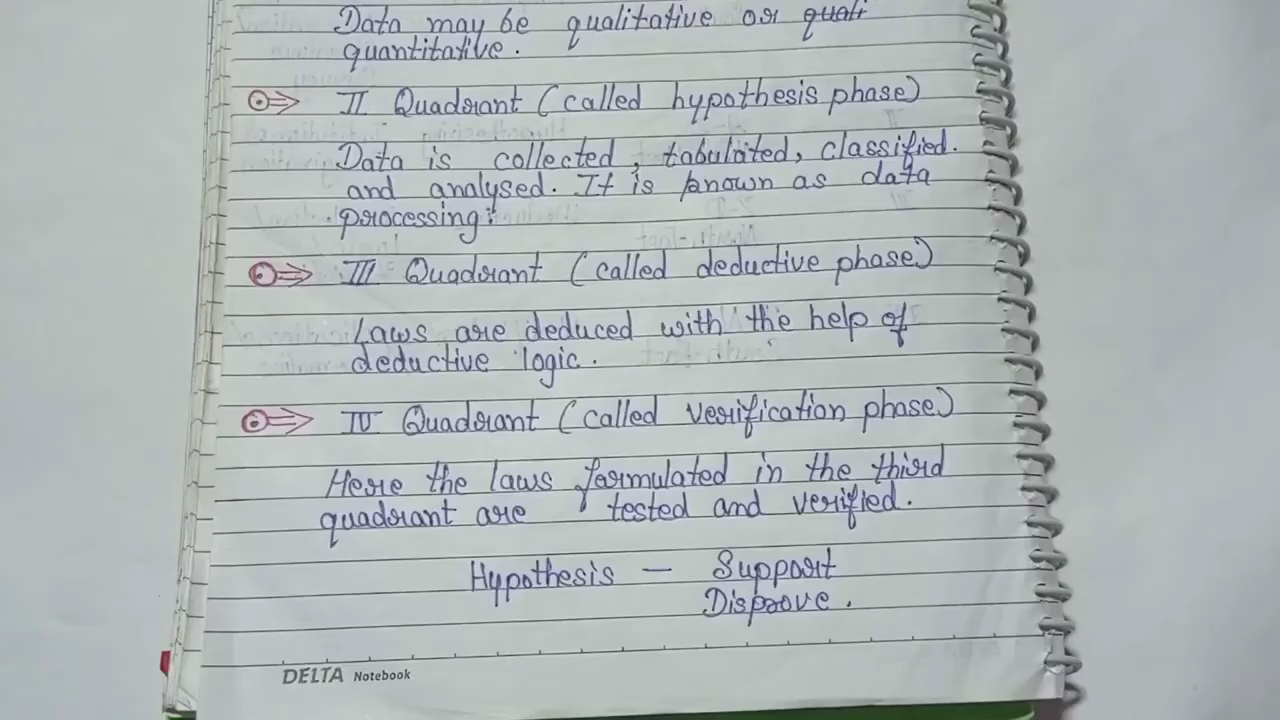 Data may be qualitative or quati
quantitative.
II Quadrant (called hypothesis phase)
Data is collected, tabulated, classified.
and analysed. It is known as data
processing:
III Quadrant (called deductive phase)
Laws are deduced with the help of
deductive logic.
IV Quadrant (called verification phase)
Here the laws formulated in the third
quadrant are tested and verified.
Hypothesis – Support
Disprove.
DELTA Notebook